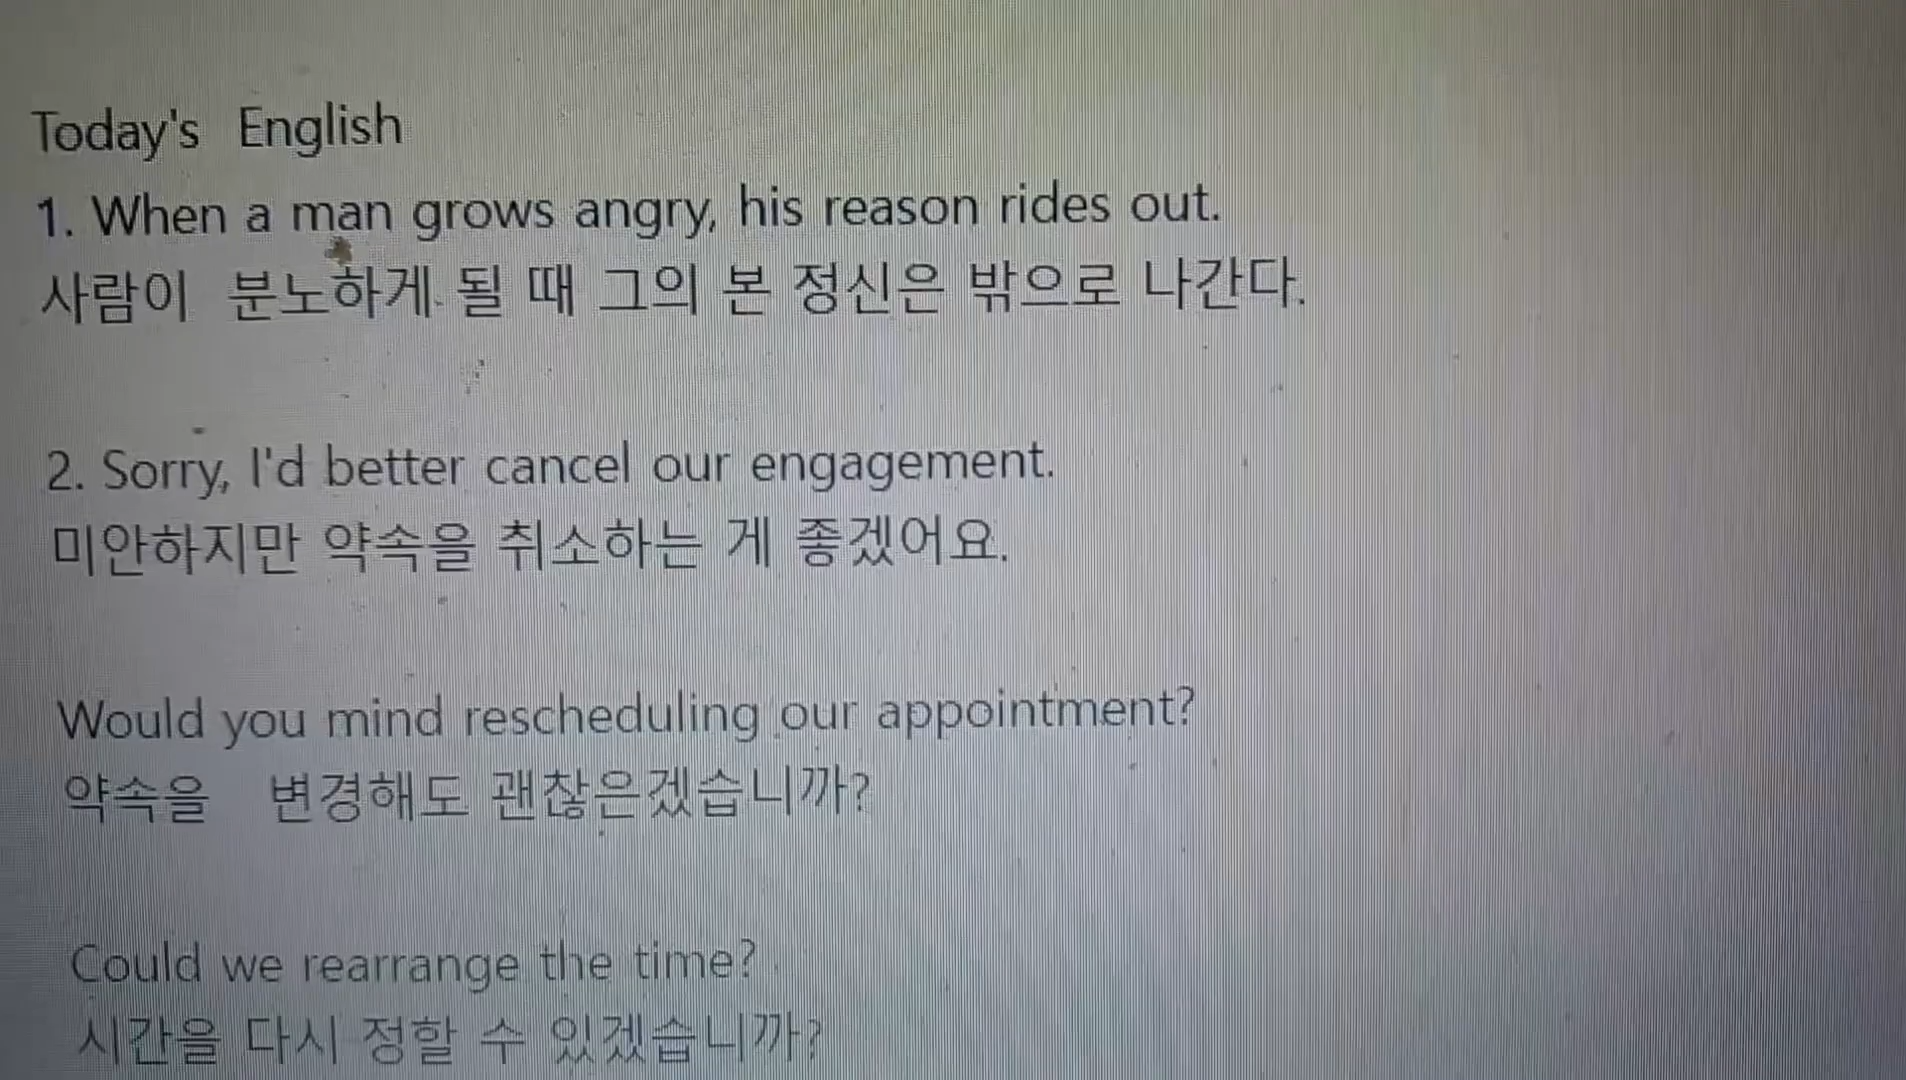 Today's English
1. When a man grows angry, his reason rides out.
사람이 분노하게 될 때 그의 본 정신은 밖으로 나간다.
2. Sorry, I'd better cancel our engagement.
미안하지만 약속을 취소하는 게 좋겠어요.
Would you mind rescheduling our appointment?
약속을 변경해도 괜찮은겠습니까?
Could we rearrange the time?
시간을 다시 정할 수 있겠습니까?